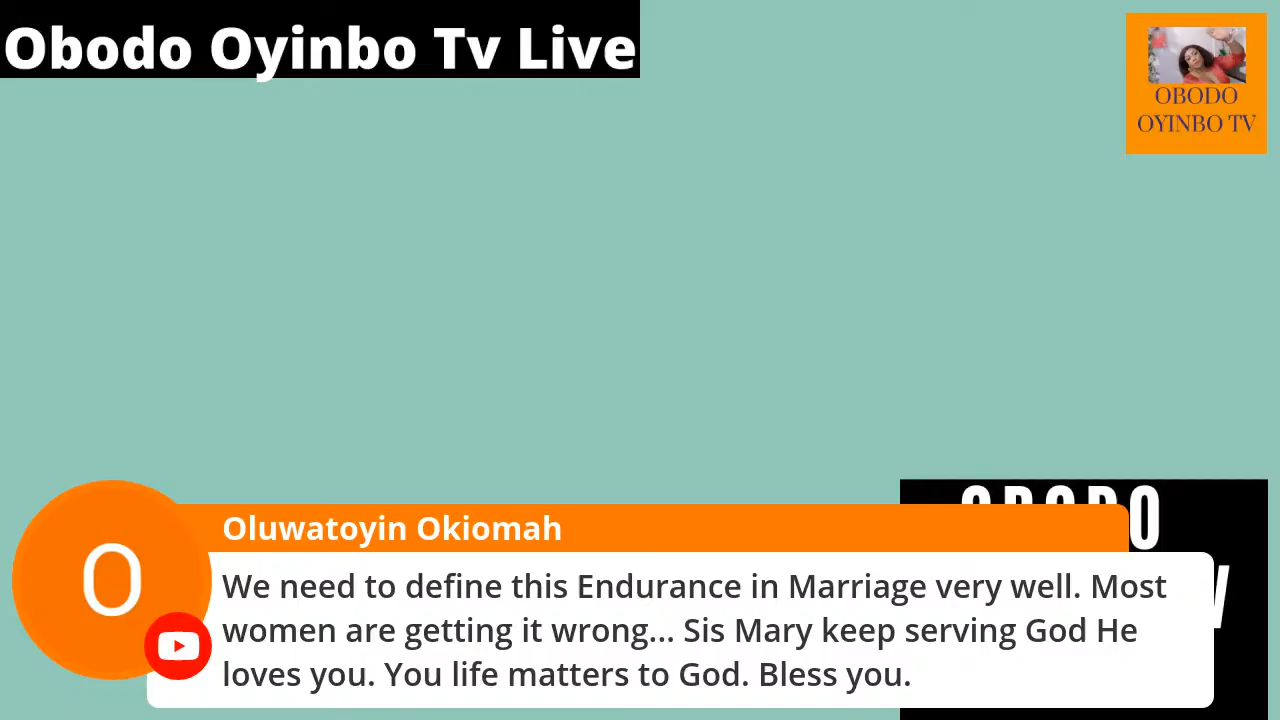 Obodo Oyinbo Tv Live
OBODO
OYINBO TV
Oluwatoyin Okiomah
O
We need to define this Endurance in Marriage very well. Most
women are getting it wrong... Sis Mary keep serving God He
loves you. You life matters to God. Bless you.